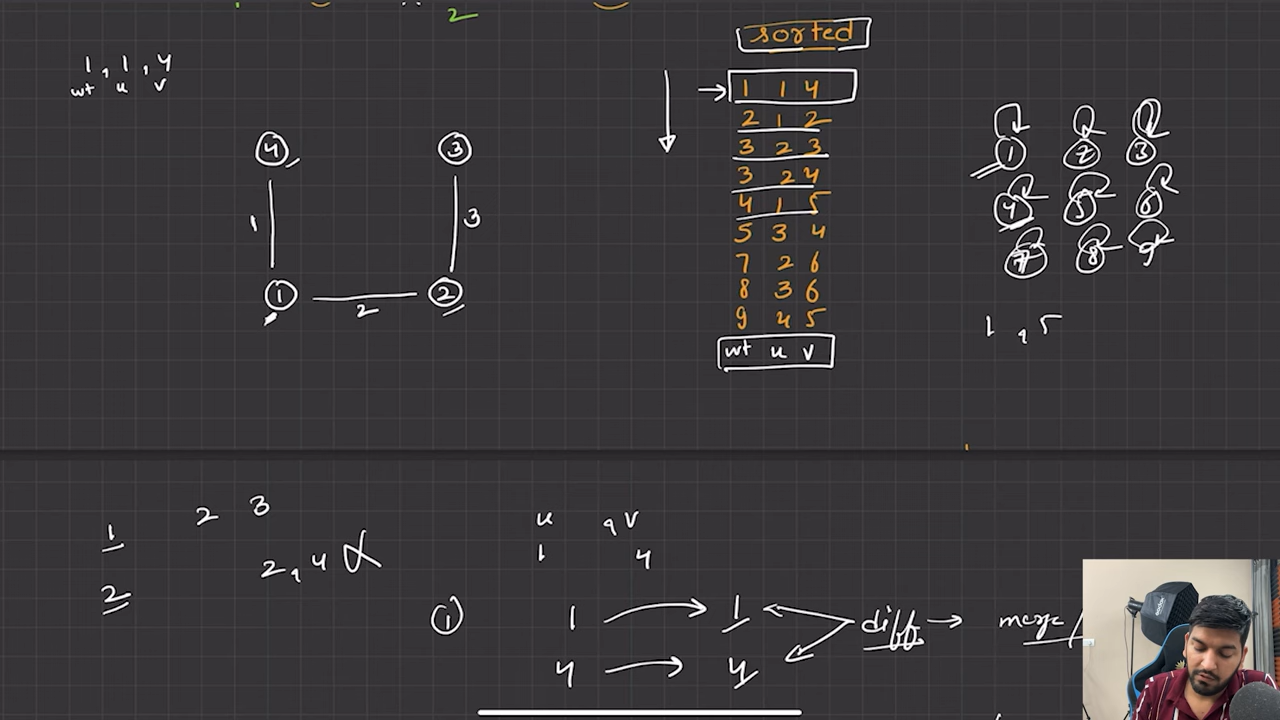 2
sorted
1, 1, 4
wt u v
1 1 4
2 1 2
3 2 3
3 2 4
4 1 5
5 3 4
7 2 6
8 3 6
9 4 5
wt u v
4 3
1 3
1 2
2
1 2 3
4 5 6
7 8 9
1, 5
1 2 3
2, 4
2
u , v
1 4
1 1 1
4 4
diff → merge /